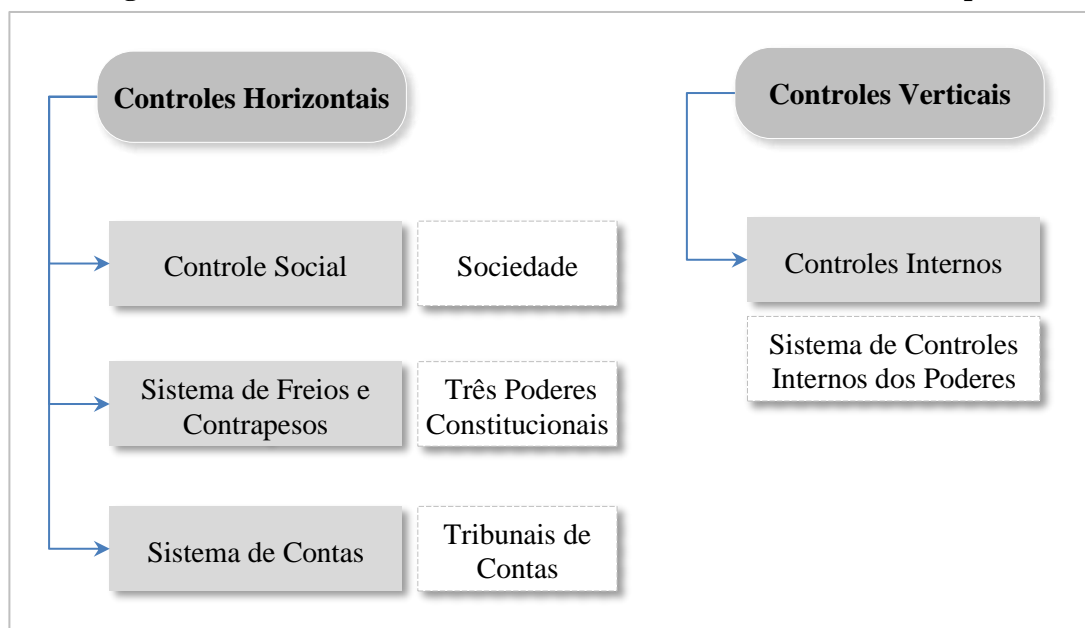 Controles Horizontais
Controles Verticais
Controle Social
Sociedade
Controles Internos
Sistema de Controles
Internos dos Poderes
Sistema de Freios e
Contrapesos
Três Poderes
Constitucionais
Sistema de Contas
Tribunais de
Contas